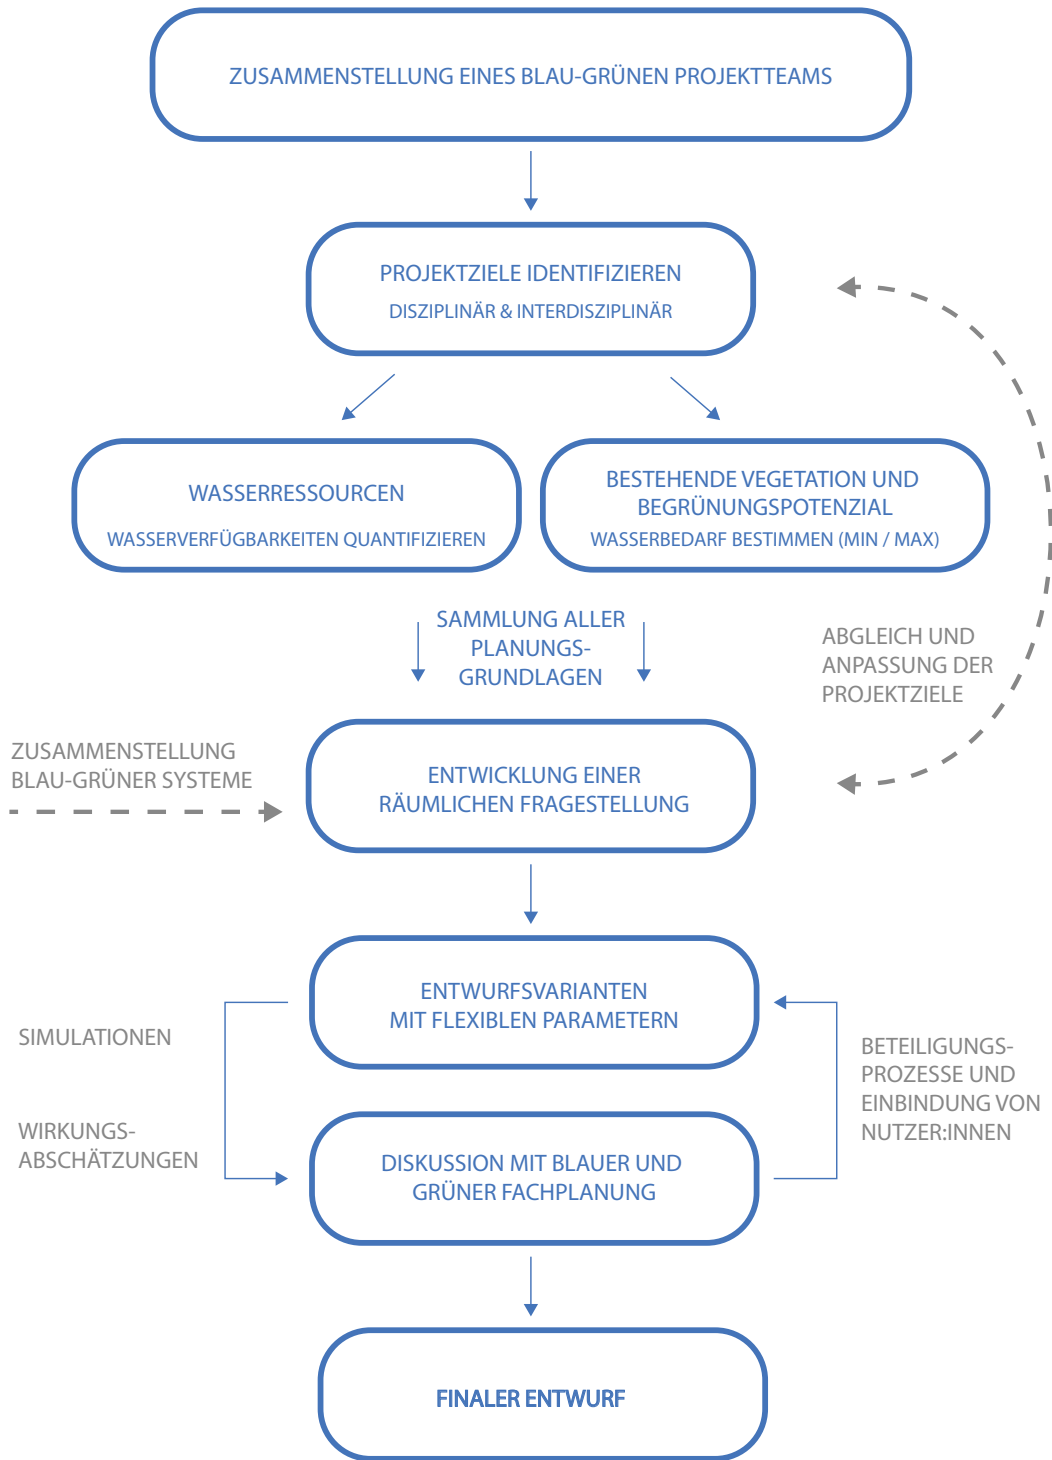 ZUSAMMENSTELLUNG EINES BLAU-GRÜNEN PROJEKTTEAMS
PROJEKTZIELE IDENTIFIZIEREN
DISZIPLINÄR & INTERDISZIPLINÄR
WASSERRESSOURCEN
WASSERVERFÜGBARKEITEN QUANTIFIZIEREN
BESTEHENDE VEGETATION UND
BEGRÜNUNGSPOTENZIAL
WASSERBEDARF BESTIMMEN (MIN / MAX)
SAMMLUNG ALLER
PLANUNGS-
GRUNDLAGEN
ABGLEICH UND
ANPASSUNG DER
PROJEKTZIELE
ZUSAMMENSTELLUNG
BLAU-GRÜNER SYSTEME
ENTWICKLUNG EINER
RÄUMLICHEN FRAGESTELLUNG
ENTWURFSVARIANTEN
MIT FLEXIBLEN PARAMETERN
SIMULATIONEN
WIRKUNGS-
ABSCHÄTZUNGEN
BETEILIGUNGS-
PROZESSE UND
EINBINDUNG VON
NUTZER:INNEN
DISKUSSION MIT BLAUER UND
GRÜNER FACHPLANUNG
FINALER ENTWURF